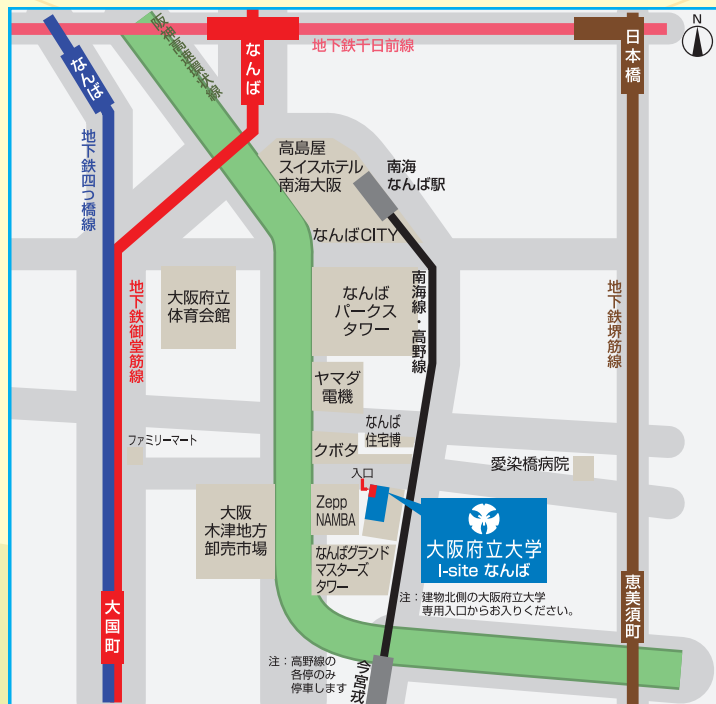 N
地下鉄千日前線
なんば
なんば
日本橋
阪神高速環状線
地下鉄四つ橋線
高島屋
スイスホテル
南海大阪
南海
なんば駅
なんばCITY
地下鉄御堂筋線
大阪府立
体育会館
なんば
パークス
タワー
南海線・高野線
地下鉄堺筋線
ヤマダ
電機
ファミリーマート
なんば
住宅博
クボタ
愛染橋病院
入口
大阪
木津地方
卸売市場
Zepp
NAMBA
大阪府立大学
I-site なんば
なんばグランド
マスターズ
タワー
注：建物北側の大阪府立大学
専用入口からお入りください。
大国町
恵美須町
注：高野線の
各停のみ
停車します
今宮戎